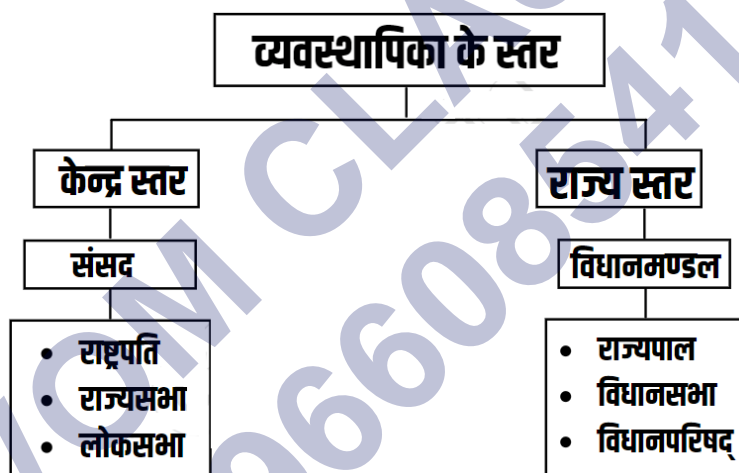 व्यवस्थापिका के स्तर
केन्द्र स्तर
राज्य स्तर
संसद
विधानमण्डल
• राष्ट्रपति
• राज्यसभा
• लोकसभा
• राज्यपाल
• विधानसभा
• विधानपरिषद्